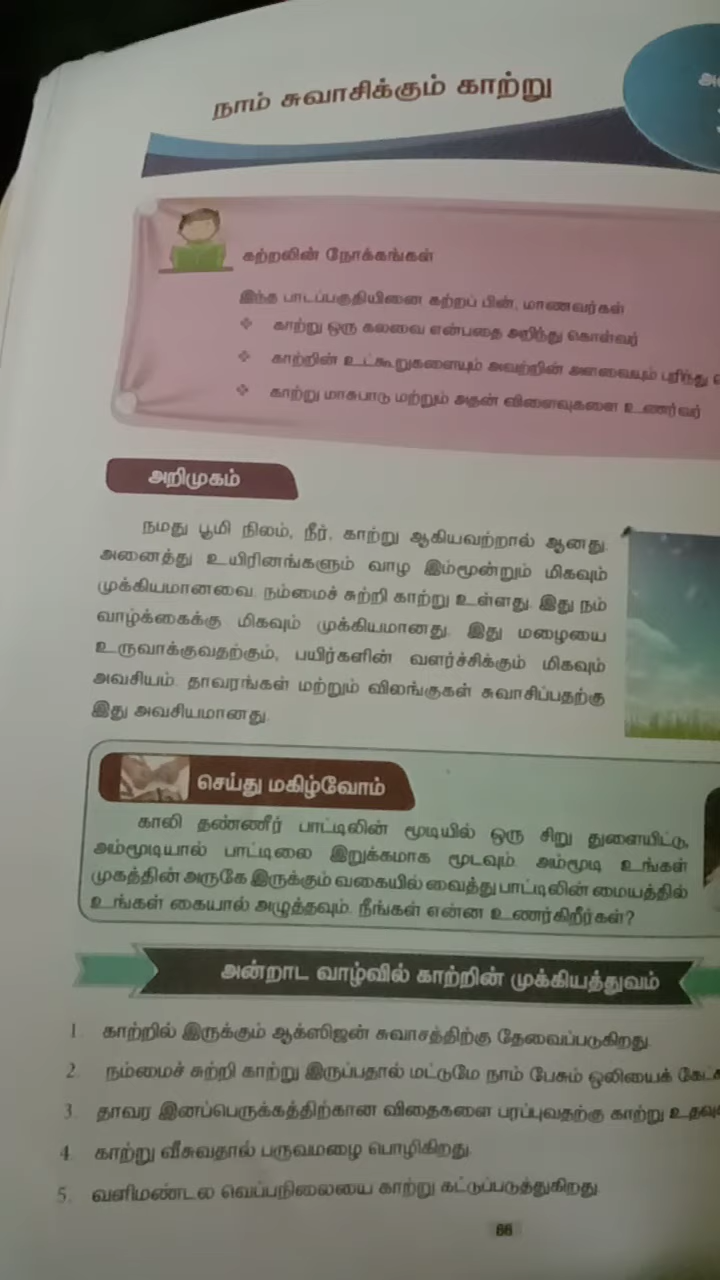 நாம் சுவாசிக்கும் காற்று
கற்றலின் நோக்கங்கள்
இந்த பாடப்பகுதியினை கற்றப் பின், மாணவர்கள்
❖ காற்று ஒரு கலவை என்பதை அறிந்து கொள்வர்
❖ காற்றின் உட்கூறுகளையும் அவற்றின் அளவையும் புரிந்து
❖ காற்று மாசுபாடு மற்றும் அதன் விளைவுகளை உணர்வர்
அறிமுகம்
நமது பூமி நிலம், நீர், காற்று ஆகியவற்றால் ஆனது.
அனைத்து உயிரினங்களும் வாழ இம்மூன்றும் மிகவும்
முக்கியமானவை. நம்மைச் சுற்றி காற்று உள்ளது. இது நம்
வாழ்க்கைக்கு மிகவும் முக்கியமானது. இது மழையை
உருவாக்குவதற்கும், பயிர்களின் வளர்ச்சிக்கும் மிகவும்
அவசியம். தாவரங்கள் மற்றும் விலங்குகள் சுவாசிப்பதற்கு
இது அவசியமானது.
செய்து மகிழ்வோம்
காலி தண்ணீர் பாட்டிலின் மூடியில் ஒரு சிறு துளையிட்டு,
அம்மூடியால் பாட்டிலை இறுக்கமாக மூடவும். அம்மூடி உங்கள்
முகத்தின் அருகே இருக்கும் வகையில் வைத்து பாட்டிலின் மையத்தில்
உங்கள் கையால் அழுத்தவும். நீங்கள் என்ன உணர்கிறீர்கள்?
அன்றாட வாழ்வில் காற்றின் முக்கியத்துவம்
1. காற்றில் இருக்கும் ஆக்ஸிஜன் சுவாஸத்திற்கு தேவைப்படுகிறது.
2. நம்மைச் சுற்றி காற்று இருப்பதால் மட்டுமே நாம் பேசும் ஒலியைக்
3. தாவர இனப்பெருக்கத்திற்கான விதைகளை பரப்புவதற்கு காற்று
4. காற்று வீசுவதால் பருவமழை பொழிகிறது.
5. வளிமண்டல வெப்பநிலையை காற்று கட்டுப்படுத்துகிறது.
66